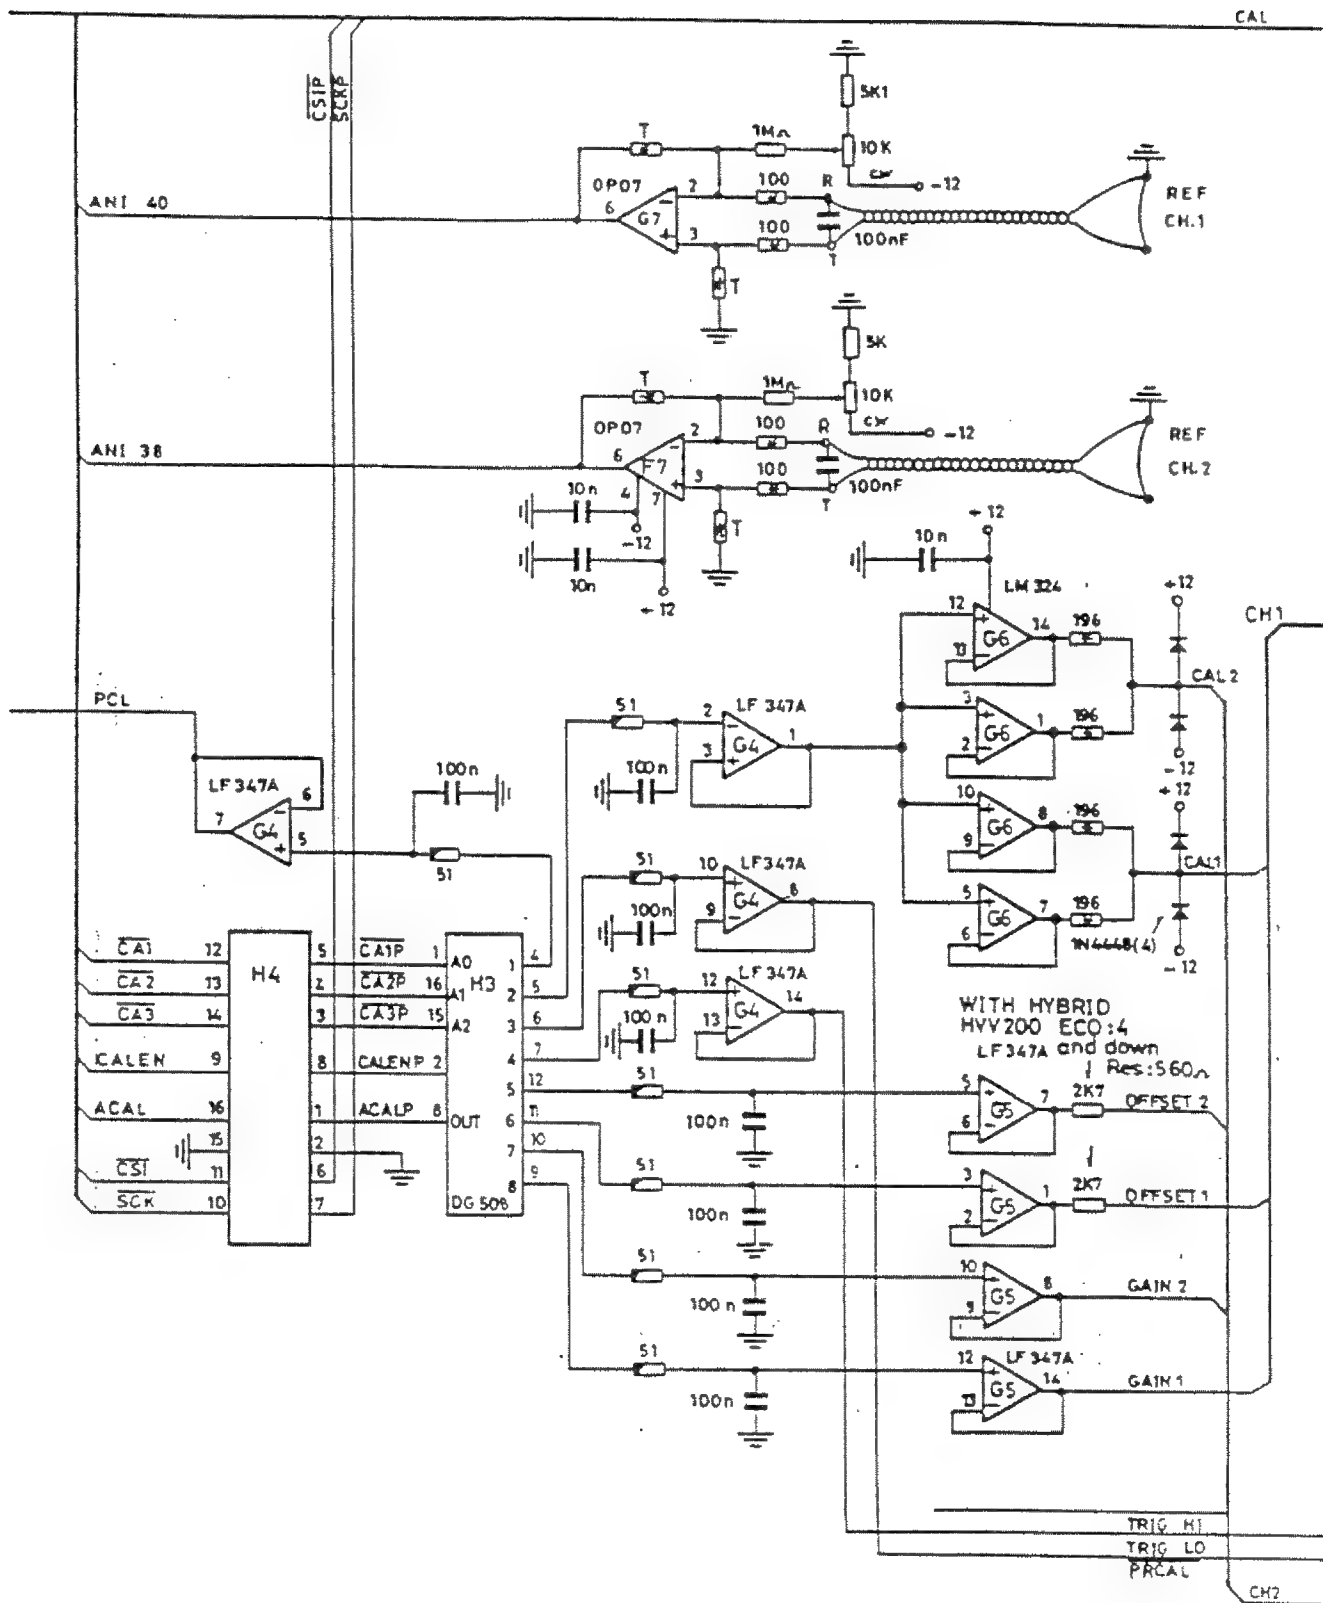 CAL
CSIP
SCKP
5K1
T
1MΩ
10K
CW
-12
OP07
2
100
R
REF
CH.1
ANI 40
6
G7
3
100
100nF
T
T
5K
T
1MΩ
10K
CW
-12
OP07
2
100
R
REF
CH.2
ANI 38
6
F7
3
100
100nF
T
T
10n
4
7
-12
10n
+12
+12
10n
LM324
12
14
G6
13
196
+12
CH1
CAL 2
PCL
51
2
LF 347A
1
G4
3
100n
3
1
G6
2
196
-12
+12
LF 347A
6
7
G4
5
100n
51
10
8
G6
9
196
CAL1
51
10
LF 347A
8
G4
9
100n
5
7
G6
6
196
1N4448(4)
-12
CA1
12
H4
5
CA1P
1
A0
H3
1
4
CA2
13
2
CA2P
16
A1
2
5
CA3
14
3
CA3P
15
A2
3
6
51
12
LF 347A
14
G4
13
100n
CALEN
9
8
CALENP
2
4
7
ACAL
16
1
ACALP
8
OUT
5
12
6
11
15
2
7
10
CSI
11
6
8
9
SCK
10
7
DG 508
WITH HYBRID
HVV200 ECO:4
LF347A and down
Res:560Ω
51
100n
5
7
G5
6
2K7
OFFSET 2
51
100n
3
1
G5
2
2K7
OFFSET 1
51
100n
10
8
G5
9
GAIN 2
51
100n
12
LF 347A
14
G5
13
GAIN 1
TRIG HI
TRIG LO
PRCAL
CH2